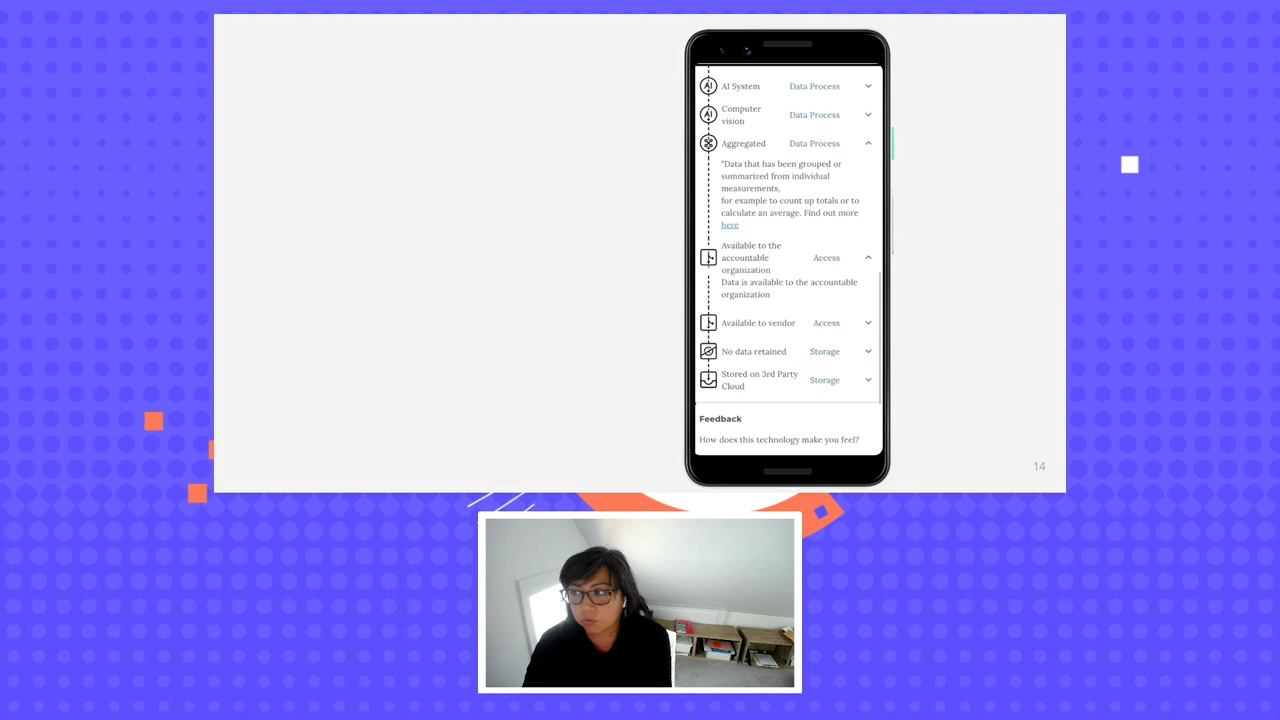 AI System Data Process
Computer
vision
Data Process
Aggregated Data Process
"Data that has been grouped or
summarized from individual
measurements,
for example to count up totals or to
calculate an average. Find out more
here
Available to the
accountable
organization
Access
Data is available to the accountable
organization
Available to vendor Access
No data retained Storage
Stored on 3rd Party
Cloud
Storage
Feedback
How does this technology make you feel?
14